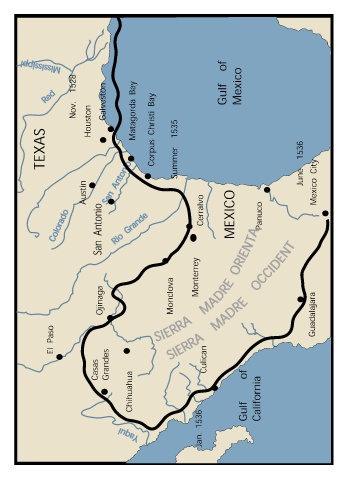 Mississippi
Red
TEXAS
Nov. 1528
Houston
Galveston
Matagorda Bay
Corpus Christi Bay
Summer 1535
Gulf of
Mexico
Austin
San Antonio
San Antonio
Colorado
Rio Grande
Cerralvo
MEXICO
Panuco
June 1536
Mexico City
El Paso
Ojinaga
Monclova
Monterrey
SIERRA MADRE ORIENTA
SIERRA MADRE OCCIDENT
Guadalajara
Casas
Grandes
Chihuahua
Culican
Yaqui
Jan. 1536
Gulf of
California